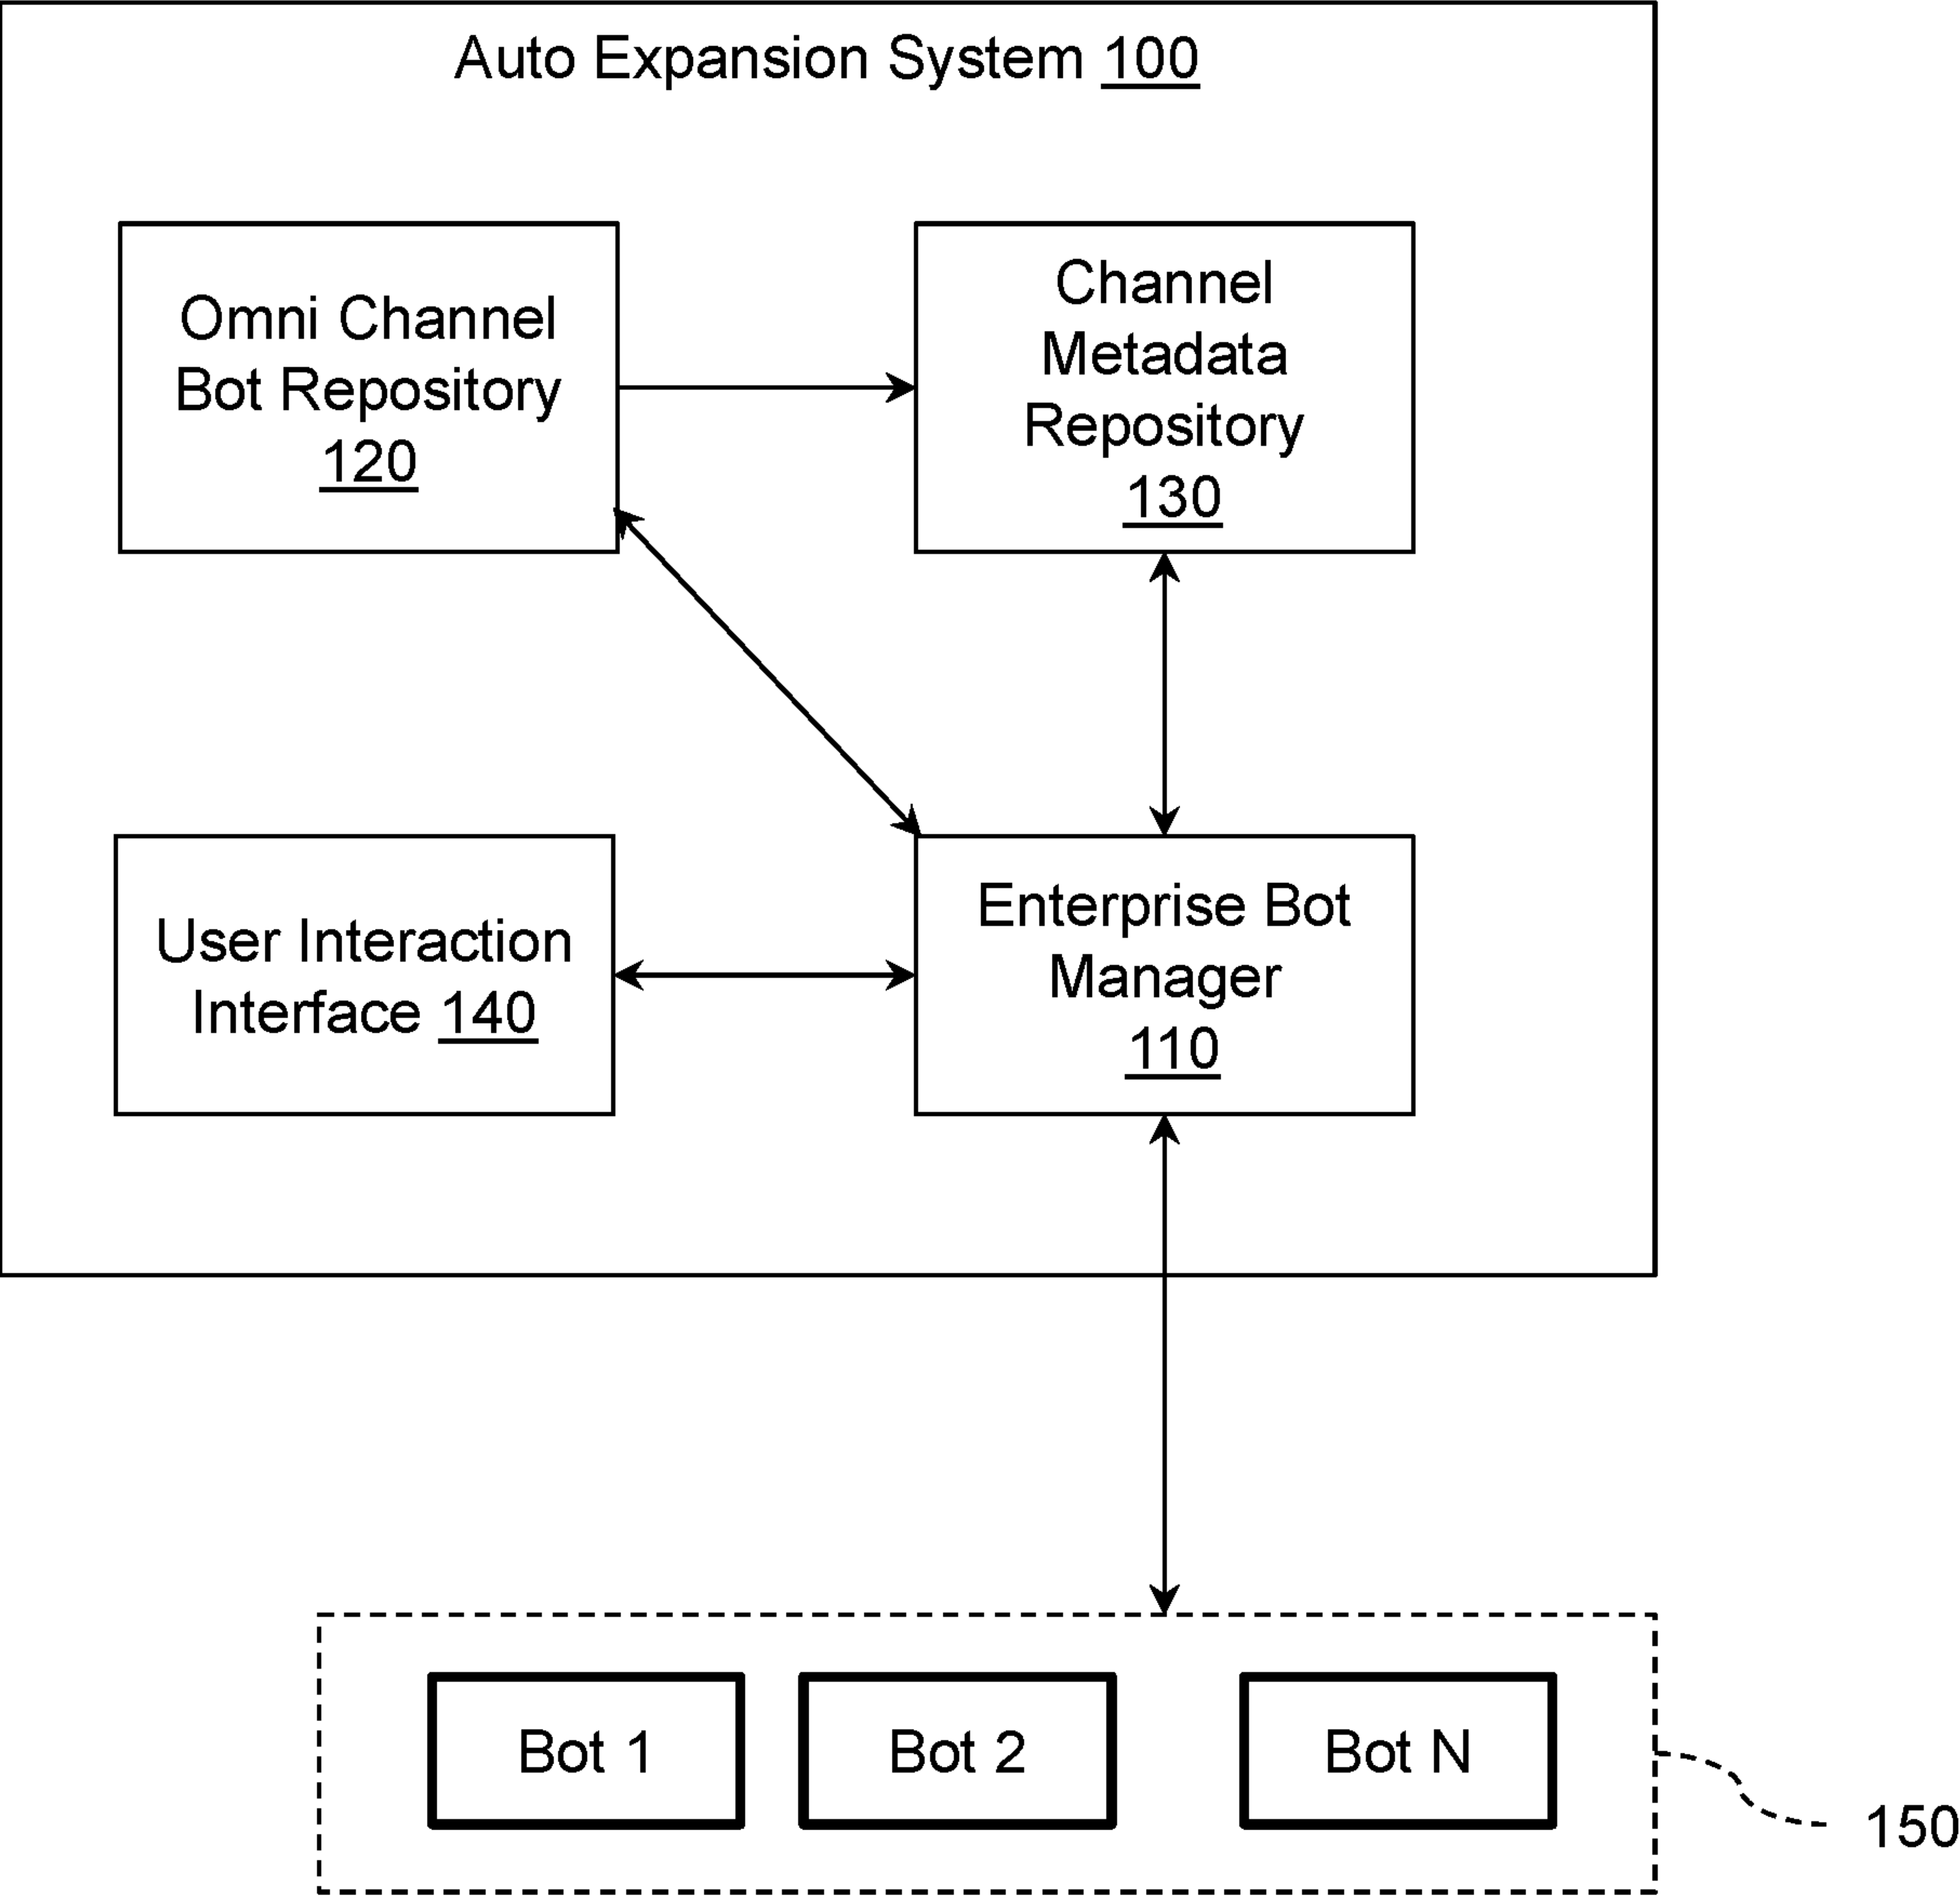 Auto Expansion System 100
Omni Channel
Bot Repository
120
Channel
Metadata
Repository
130
User Interaction
Interface 140
Enterprise Bot
Manager
110
Bot 1
Bot 2
Bot N
150